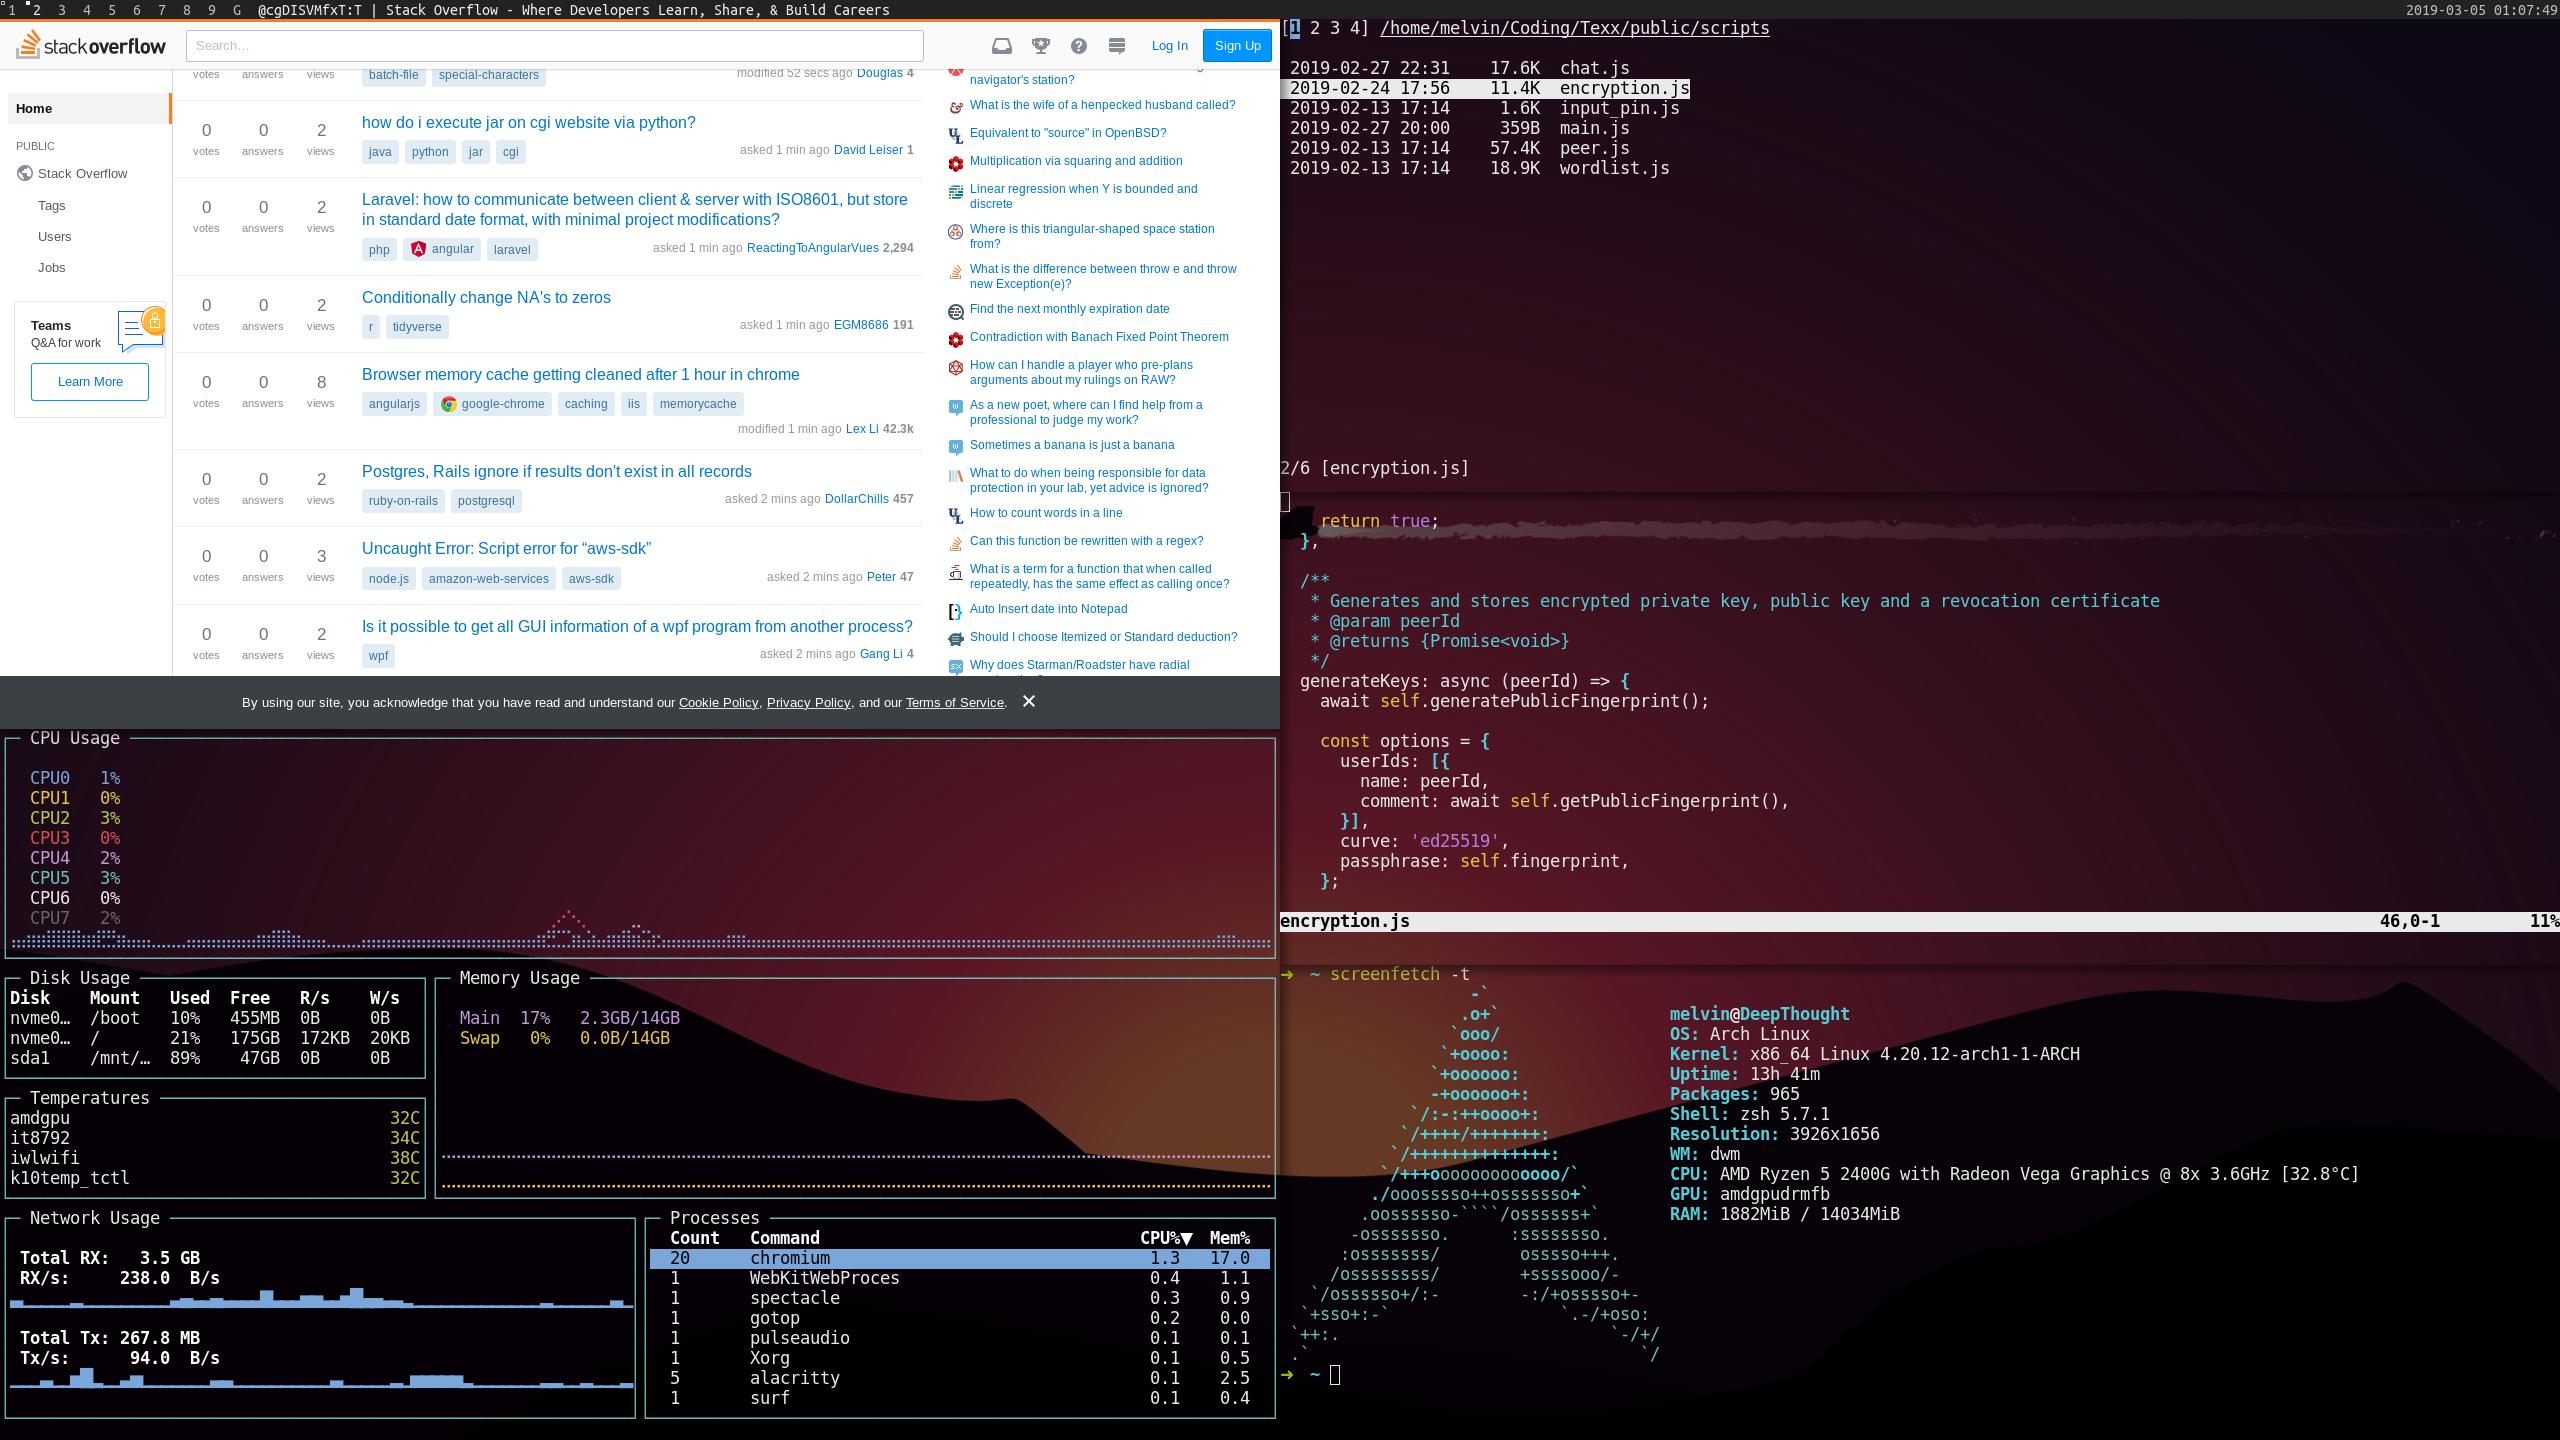 1 2 3 4 5 6 7 8 9 G @cgDISVMfxT:T | Stack Overflow - Where Developers Learn, Share, & Build Careers
2019-03-05 01:07:49
stackoverflow
Search…
Log In
Sign Up
Home
PUBLIC
Stack Overflow
Tags
Users
Jobs
Teams
Q&A for work
Learn More
votes answers views
batch-file special-characters
modified 52 secs ago Douglas 4
0 0 2
votes answers views
how do i execute jar on cgi website via python?
java python jar cgi
asked 1 min ago David Leiser 1
0 0 2
votes answers views
Laravel: how to communicate between client & server with ISO8601, but store
in standard date format, with minimal project modifications?
php angular laravel
asked 1 min ago ReactingToAngularVues 2,294
0 0 2
votes answers views
Conditionally change NA's to zeros
r tidyverse
asked 1 min ago EGM8686 191
0 0 8
votes answers views
Browser memory cache getting cleaned after 1 hour in chrome
angularjs google-chrome caching iis memorycache
modified 1 min ago Lex Li 42.3k
0 0 2
votes answers views
Postgres, Rails ignore if results don't exist in all records
ruby-on-rails postgresql
asked 2 mins ago DollarChills 457
0 0 3
votes answers views
Uncaught Error: Script error for “aws-sdk”
node.js amazon-web-services aws-sdk
asked 2 mins ago Peter 47
0 0 2
votes answers views
Is it possible to get all GUI information of a wpf program from another process?
wpf
asked 2 mins ago Gang Li 4
navigator's station?
What is the wife of a henpecked husband called?
Equivalent to "source" in OpenBSD?
Multiplication via squaring and addition
Linear regression when Y is bounded and
discrete
Where is this triangular-shaped space station
from?
What is the difference between throw e and throw
new Exception(e)?
Find the next monthly expiration date
Contradiction with Banach Fixed Point Theorem
How can I handle a player who pre-plans
arguments about my rulings on RAW?
As a new poet, where can I find help from a
professional to judge my work?
Sometimes a banana is just a banana
What to do when being responsible for data
protection in your lab, yet advice is ignored?
How to count words in a line
Can this function be rewritten with a regex?
What is a term for a function that when called
repeatedly, has the same effect as calling once?
Auto Insert date into Notepad
Should I choose Itemized or Standard deduction?
Why does Starman/Roadster have radial
By using our site, you acknowledge that you have read and understand our Cookie Policy, Privacy Policy, and our Terms of Service.
CPU Usage
CPU0 1%
CPU1 0%
CPU2 3%
CPU3 0%
CPU4 2%
CPU5 3%
CPU6 0%
CPU7 2%
Disk Usage
Disk Mount Used Free R/s W/s
nvme0… /boot 10% 455MB 0B 0B
nvme0… / 21% 175GB 172KB 20KB
sda1 /mnt/… 89% 47GB 0B 0B
Memory Usage
Main 17% 2.3GB/14GB
Swap 0% 0.0B/14GB
Temperatures
amdgpu 32C
it8792 34C
iwlwifi 38C
k10temp_tctl 32C
Network Usage
Total RX: 3.5 GB
RX/s: 238.0 B/s
Total Tx: 267.8 MB
Tx/s: 94.0 B/s
Processes
Count Command CPU%▼ Mem%
20 chromium 1.3 17.0
1 WebKitWebProces 0.4 1.1
1 spectacle 0.3 0.9
1 gotop 0.2 0.0
1 pulseaudio 0.1 0.1
1 Xorg 0.1 0.5
5 alacritty 0.1 2.5
1 surf 0.1 0.4
[1 2 3 4] /home/melvin/Coding/Texx/public/scripts
2019-02-27 22:31 17.6K chat.js
2019-02-24 17:56 11.4K encryption.js
2019-02-13 17:14 1.6K input_pin.js
2019-02-27 20:00 359B main.js
2019-02-13 17:14 57.4K peer.js
2019-02-13 17:14 18.9K wordlist.js
2/6 [encryption.js]
return true;
},
/**
* Generates and stores encrypted private key, public key and a revocation certificate
* @param peerId
* @returns {Promise<void>}
*/
generateKeys: async (peerId) => {
await self.generatePublicFingerprint();
const options = {
userIds: [{
name: peerId,
comment: await self.getPublicFingerprint(),
}],
curve: 'ed25519',
passphrase: self.fingerprint,
};
encryption.js 46,0-1 11%
➜ ~ screenfetch -t
-`
.o+`
`ooo/
`+oooo:
`+oooooo:
-+oooooo+:
`/:-:++oooo+:
`/++++/+++++++:
`/++++++++++++++:
`/+++ooooooooooooo/`
./ooosssso++osssssso+`
.oossssso-````/ossssss+`
-osssssso. :ssssssso.
:osssssss/ osssso+++.
/ossssssss/ +ssssooo/-
`/ossssso+/:- -:/+osssso+-
`+sso+:-` `.-/+oso:
`++:. `-/+/
.` `/
melvin@DeepThought
OS: Arch Linux
Kernel: x86_64 Linux 4.20.12-arch1-1-ARCH
Uptime: 13h 41m
Packages: 965
Shell: zsh 5.7.1
Resolution: 3926x1656
WM: dwm
CPU: AMD Ryzen 5 2400G with Radeon Vega Graphics @ 8x 3.6GHz [32.8°C]
GPU: amdgpudrmfb
RAM: 1882MiB / 14034MiB
➜ ~